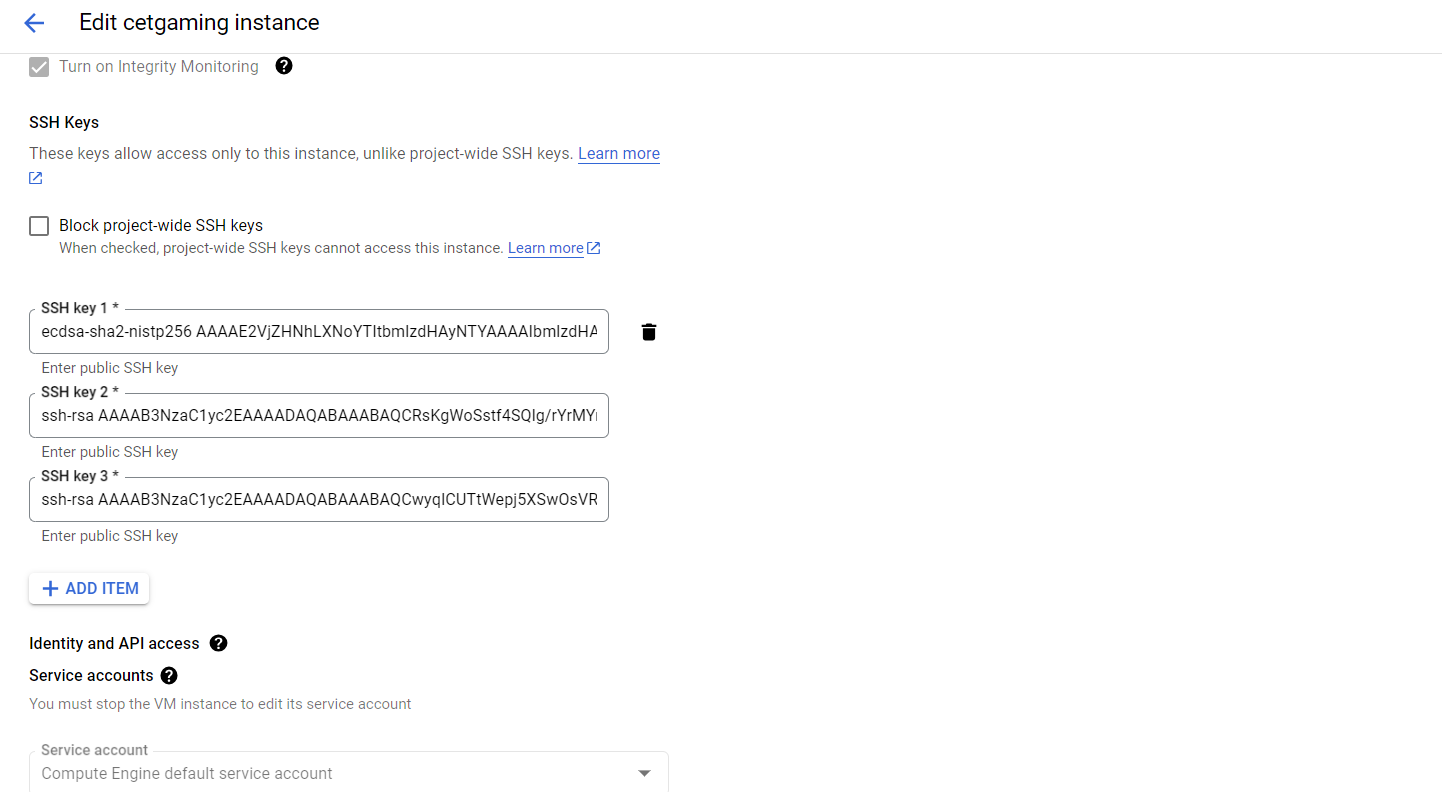 Edit cetgaming instance
Turn on Integrity Monitoring
SSH Keys
These keys allow access only to this instance, unlike project-wide SSH keys. Learn more
Block project-wide SSH keys
When checked, project-wide SSH keys cannot access this instance. Learn more
SSH key 1 *
ecdsa-sha2-nistp256 AAAAE2VjZHNhLXNoYTItbmlzdHAyNTYAAAAIbmlzdHA
Enter public SSH key
SSH key 2 *
ssh-rsa AAAAB3NzaC1yc2EAAAADAQABAAABAQCRsKgWoSstf4SQIg/rYrMYr
Enter public SSH key
SSH key 3 *
ssh-rsa AAAAB3NzaC1yc2EAAAADAQABAAABAQCwyqICUTtWepj5XSwOsVR
Enter public SSH key
ADD ITEM
Identity and API access
Service accounts
You must stop the VM instance to edit its service account
Service account
Compute Engine default service account